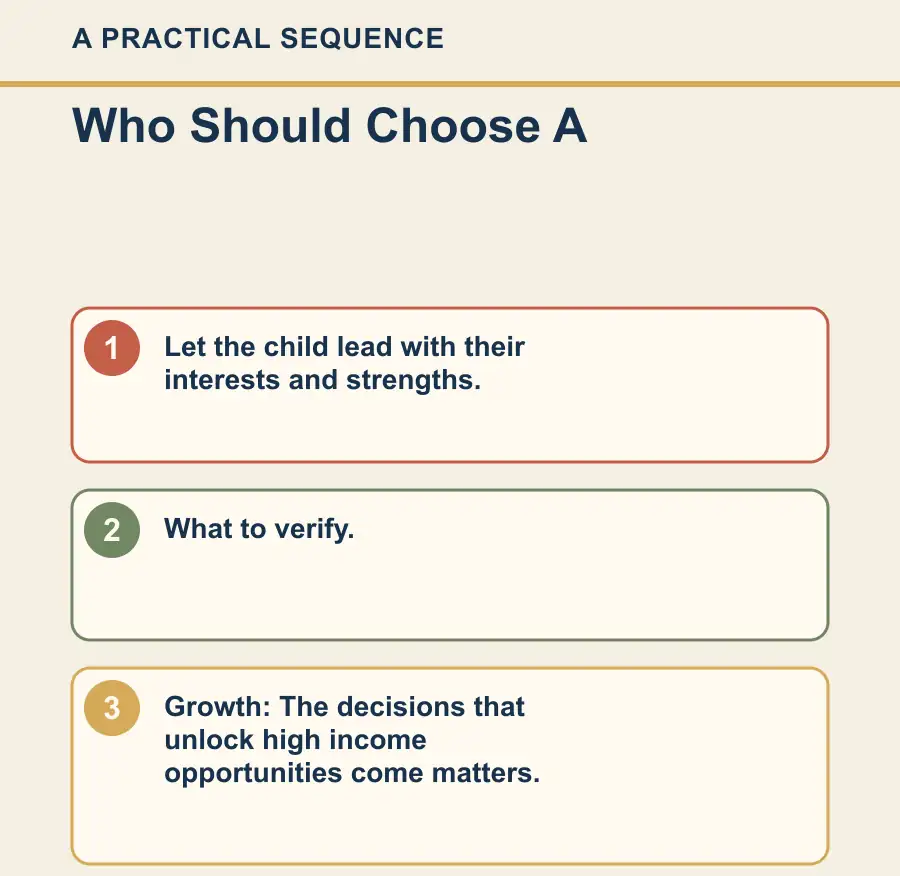 A PRACTICAL SEQUENCE
Who Should Choose A
1
Let the child lead with their
interests and strengths.
2
What to verify.
3
Growth: The decisions that
unlock high income
opportunities come matters.